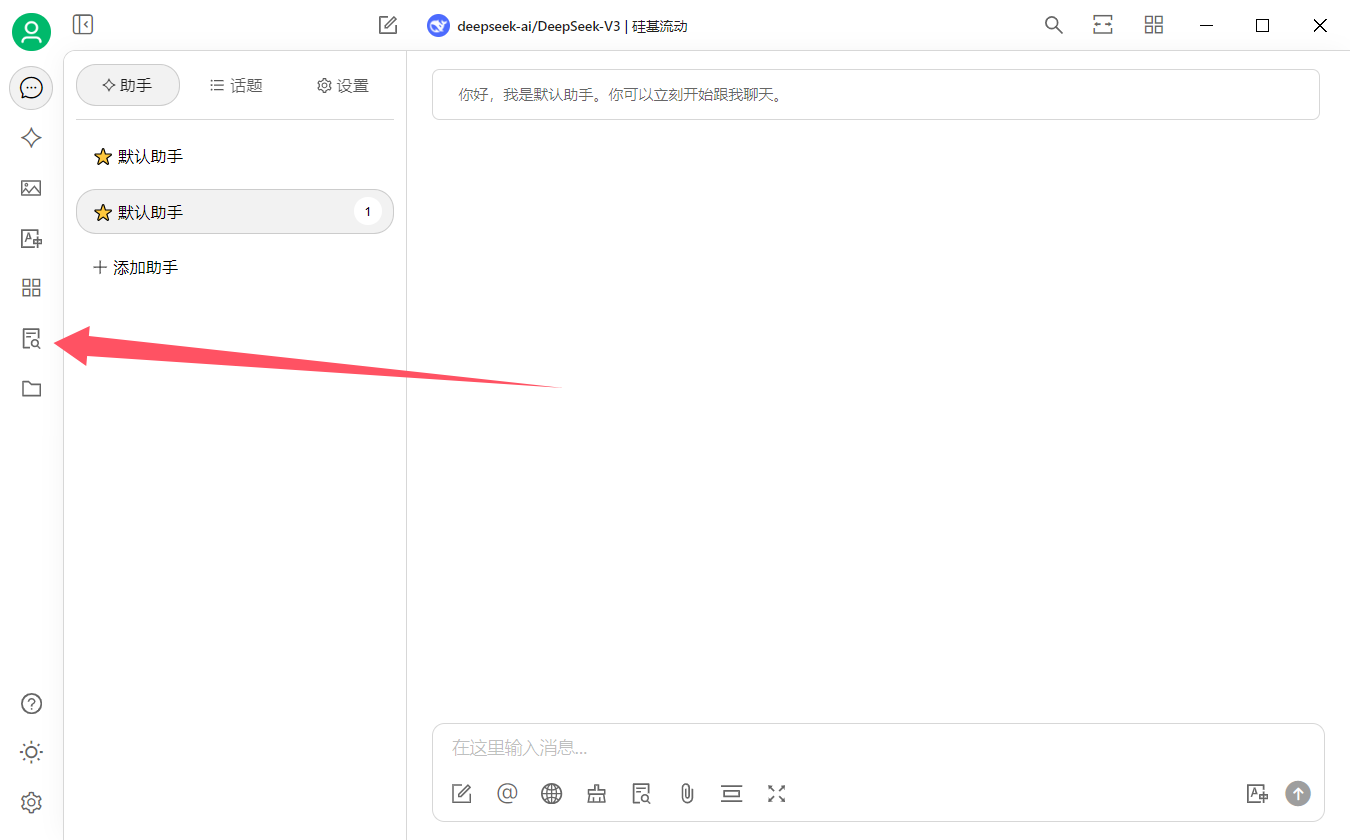 deepseek-ai/DeepSeek-V3 | 硅基流动
助手 话题 设置
默认助手
默认助手 1
添加助手
你好，我是默认助手。你可以立刻开始跟我聊天。
在这里输入消息...